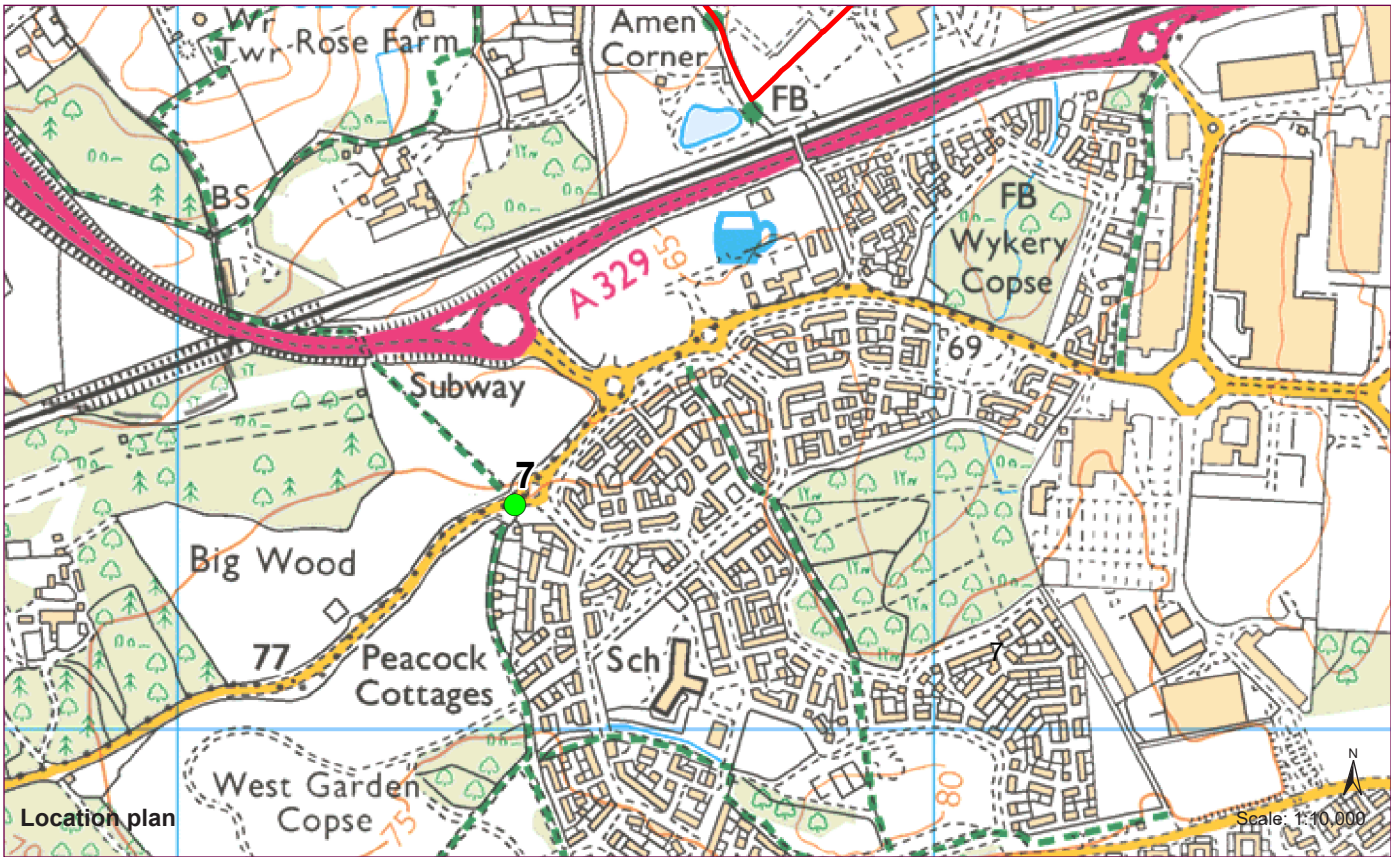 Wr
Twr
Rose Farm
Amen
Corner
FB
BS
A 329
65
FB
Wykery
Copse
69
Subway
7
Big Wood
77
Peacock
Cottages
Sch
7
West Garden
Copse
75
80
N
Location plan
Scale: 1:10,000
70